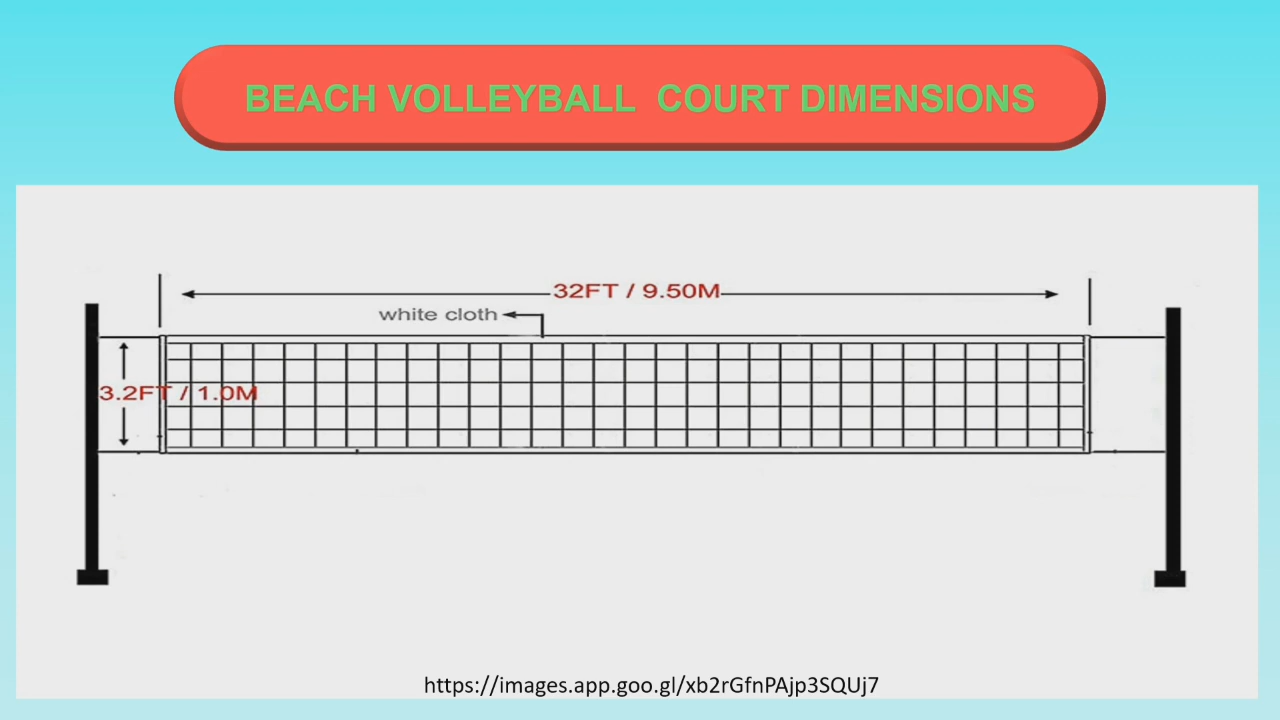 BEACH VOLLEYBALL  COURT DIMENSIONS
32FT / 9.50M
white cloth
3.2FT / 1.0M
https://images.app.goo.gl/xb2rGfnPAjp3SQUj7